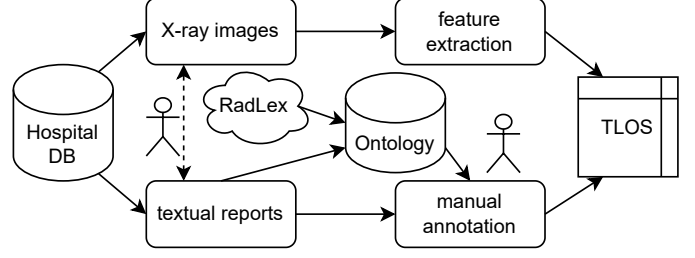 X-ray images
feature
extraction
Hospital
DB
RadLex
Ontology
TLOS
textual reports
manual
annotation